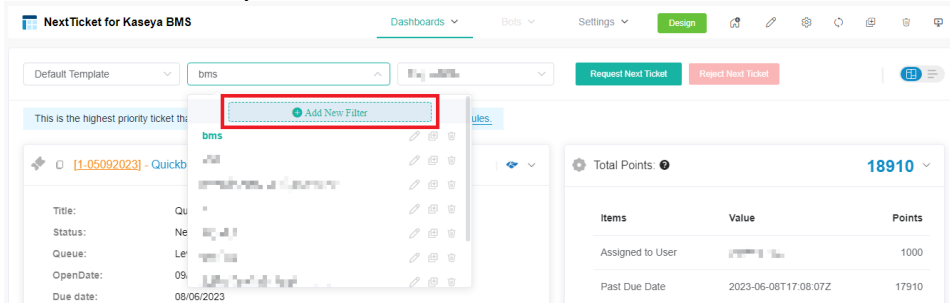 NextTicket for Kaseya BMS
Dashboards
Bots
Settings
Design
Default Template
bms
Request Next Ticket
Reject Next Ticket
This is the highest priority ticket tha
ules.
Add New Filter
bms
[1-05092023] - Quickb
Total Points:
18910
Title:
Qu
Status:
Ne
Queue:
Le
OpenDate:
09
Due date:
08/06/2023
Items Value Points
Assigned to User 1000
Past Due Date 2023-06-08T17:08:07Z 17910